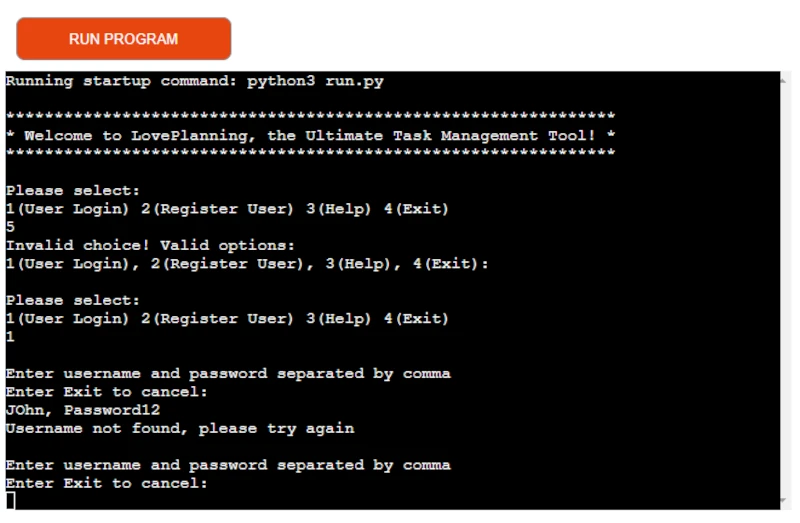 RUN PROGRAM
Running startup command: python3 run.py
***************************************************************
* Welcome to LovePlanning, the Ultimate Task Management Tool! *
***************************************************************
Please select:
1(User Login) 2(Register User) 3(Help) 4(Exit)
5
Invalid choice! Valid options:
1(User Login), 2(Register User), 3(Help), 4(Exit):
Please select:
1(User Login) 2(Register User) 3(Help) 4(Exit)
1
Enter username and password separated by comma
Enter Exit to cancel:
JOhn, Password12
Username not found, please try again
Enter username and password separated by comma
Enter Exit to cancel: